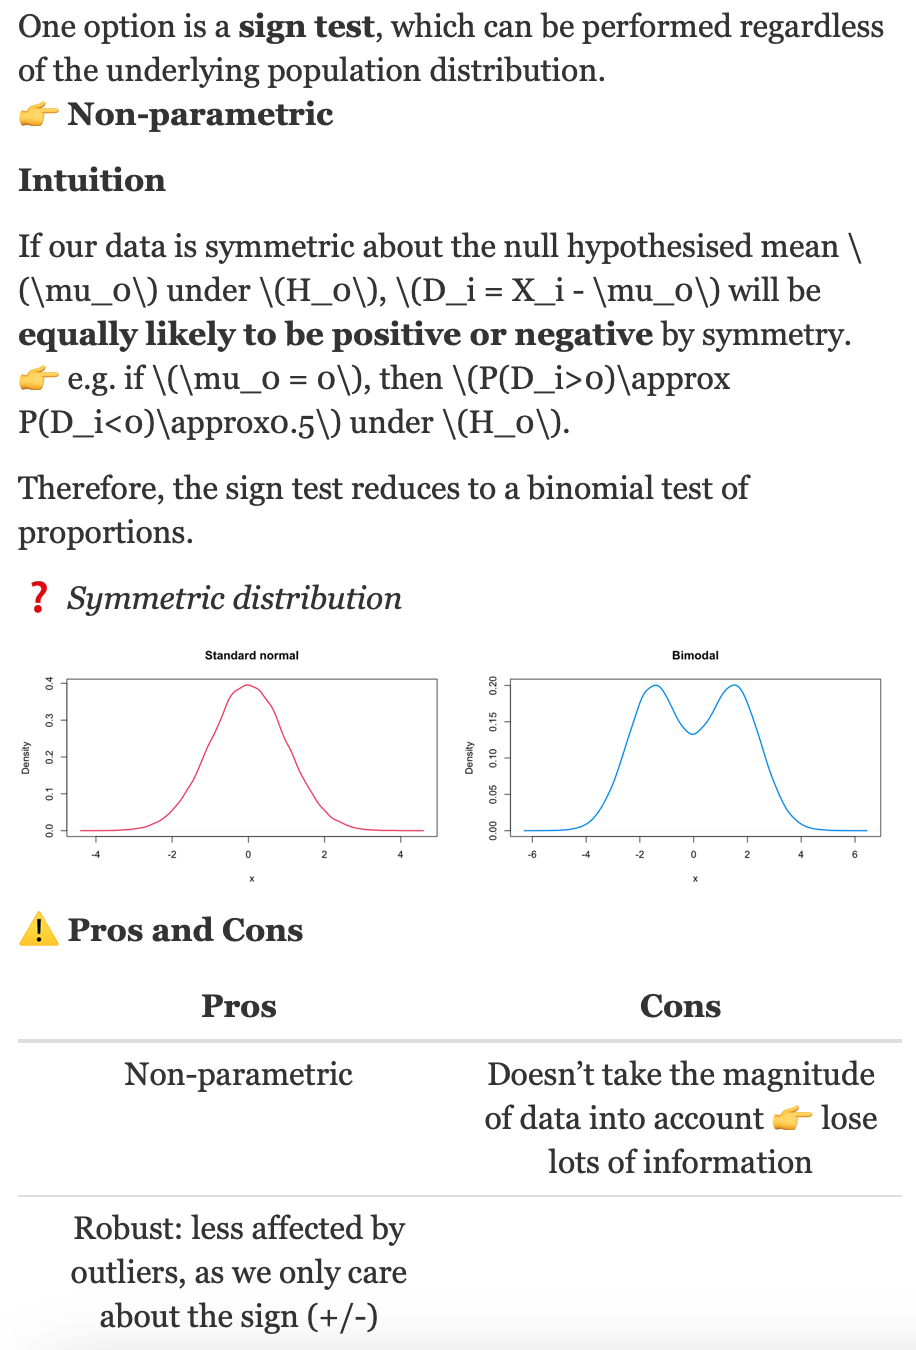 One option is a sign test, which can be performed regardless
of the underlying population distribution.
👉 Non-parametric
Intuition
If our data is symmetric about the null hypothesised mean \
(\mu_0\) under \(H_0\), \(D_i = X_i - \mu_0\) will be
equally likely to be positive or negative by symmetry.
👉 e.g. if \(\mu_0 = 0\), then \(P(D_i>0)\approx
P(D_i<0)\approx0.5\) under \(H_0\).
Therefore, the sign test reduces to a binomial test of
proportions.
❓ Symmetric distribution
Standard normal
Density
0.4
0.3
0.2
0.1
0.0
-4 -2 0 2 4
x
Bimodal
Density
0.20
0.15
0.10
0.05
0.00
-6 -4 -2 0 2 4 6
x
⚠️ Pros and Cons
Pros Cons
Non-parametric
Doesn’t take the magnitude
of data into account 👉 lose
lots of information
Robust: less affected by
outliers, as we only care
about the sign (+/-)